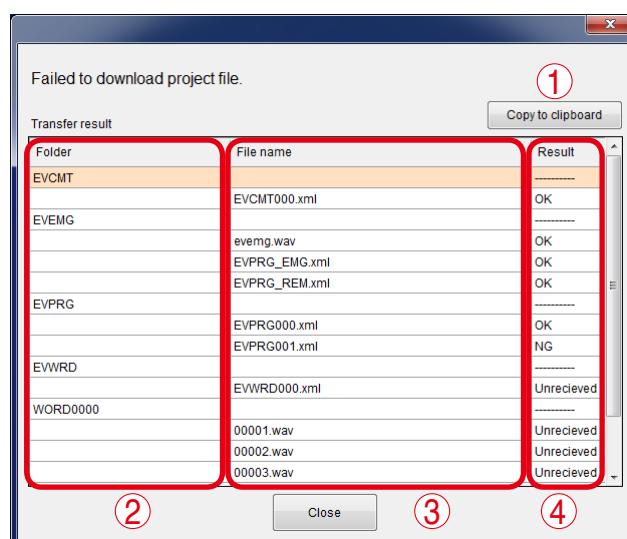 Failed to download project file.
①
Copy to clipboard
Transfer result
Folder File name Result
EVCMT ----------
EVCMT000.xml OK
EVEMG ----------
evemg.wav OK
EVPRG_EMG.xml OK
EVPRG_REM.xml OK
EVPRG ----------
EVPRG000.xml OK
EVPRG001.xml NG
EVWRD ----------
EVWRD000.xml Unrecieved
WORD0000 ----------
00001.wav Unrecieved
00002.wav Unrecieved
00003.wav Unrecieved
② Close ③ ④